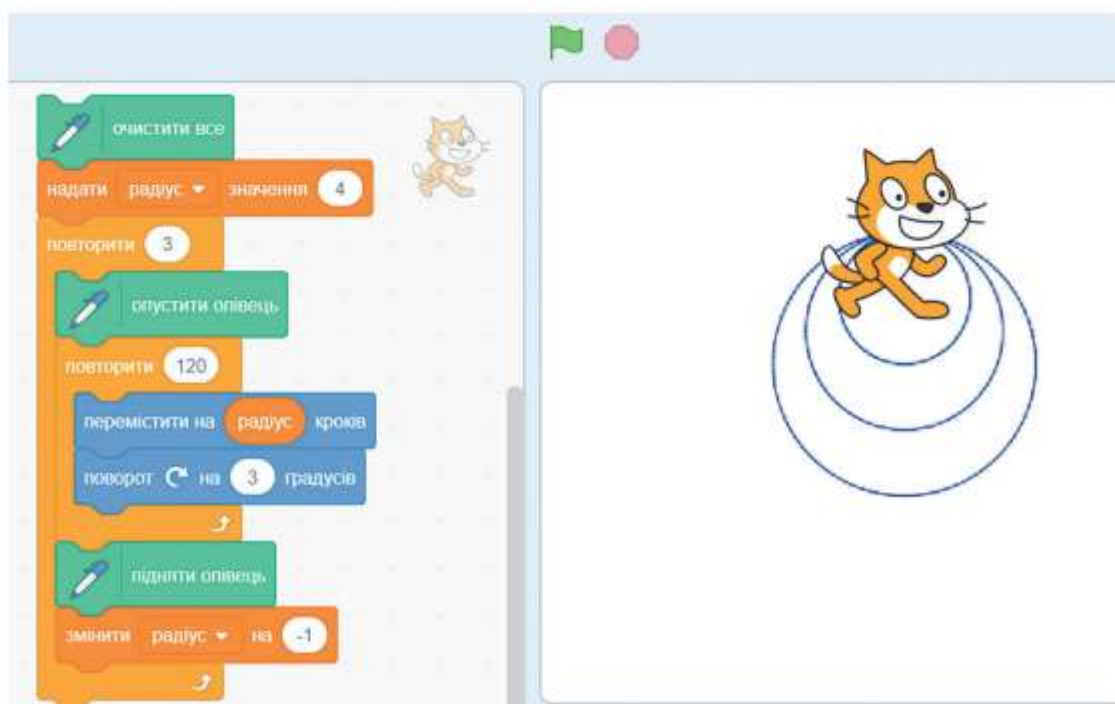 очистити все
надати радіус значення 4
повторити 3
опустити олівець
повторити 120
перемістити на радіус кроків
поворот на 3 градусів
підняти олівець
змінити радіус на -1